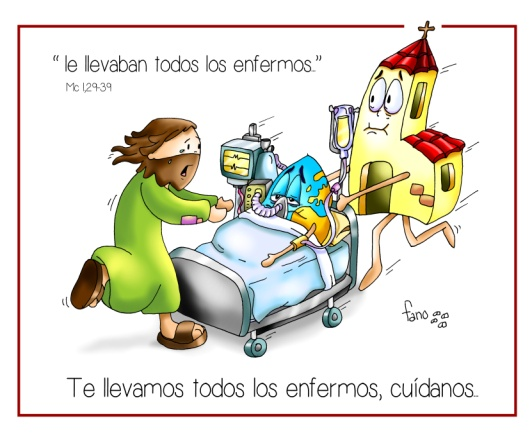 “ le llevaban todos los enfermos..”
Mc 1,29-39
fano
Te llevamos todos los enfermos, cuídanos...